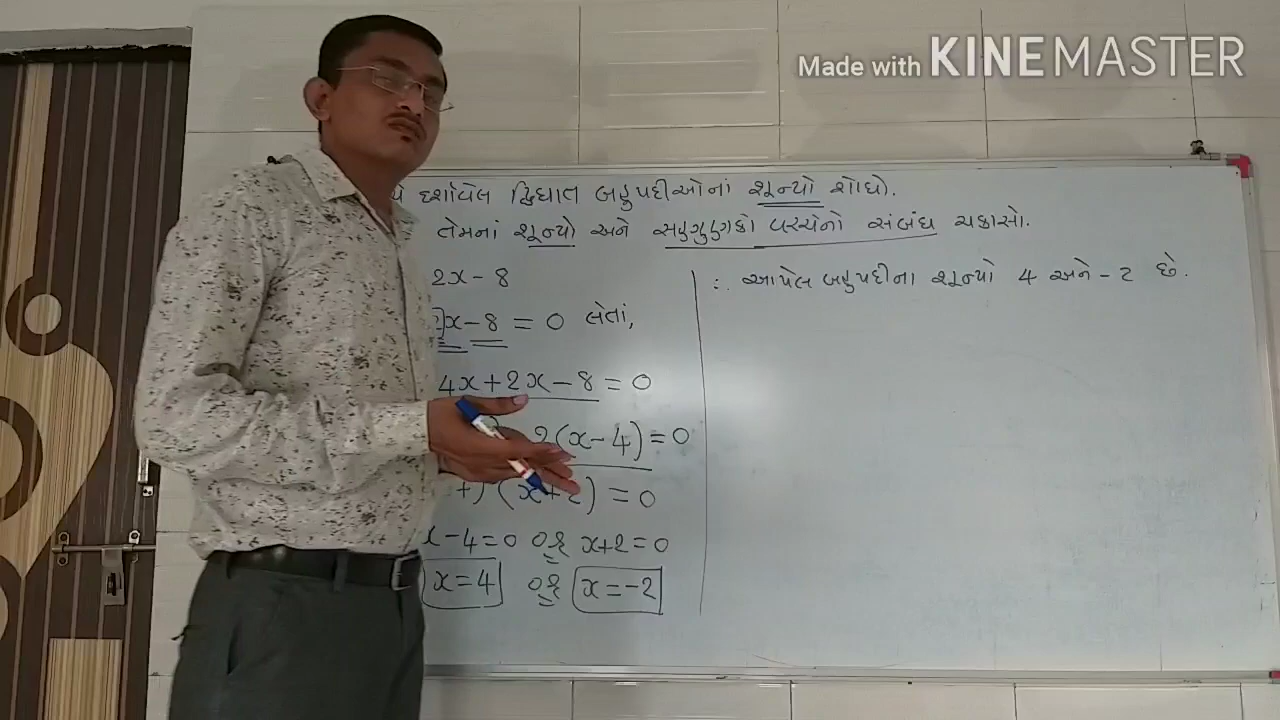 Made with KINEMASTER
દર્શાવેલ દ્વિઘાત બહુપદીઓનાં શૂન્યો શોધો.
તેમનાં શૂન્યો અને સહગુણકો વચ્ચેનો સંબંધ ચકાસો.
2x - 8
x - 8 = 0 લેતાં,
4x + 2x - 8 = 0
2(x - 4) = 0
(x + 2) = 0
x - 4 = 0 અથવા x + 2 = 0
x = 4 અથવા x = -2
∴ આપેલ બહુપદીના શૂન્યો 4 અને - 2 છે.